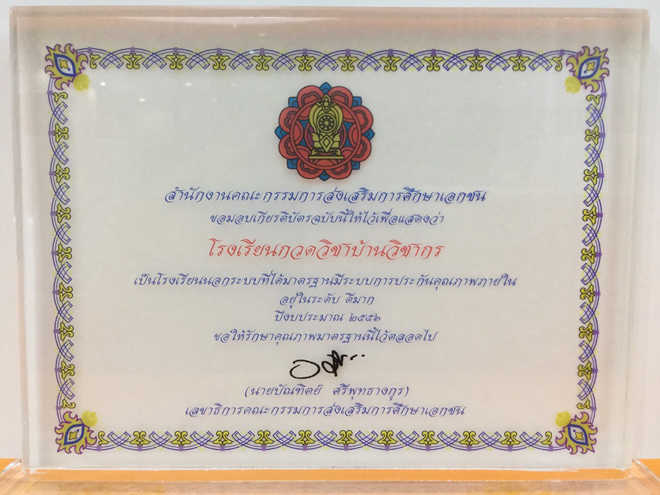 สำนักงานคณะกรรมการส่งเสริมการศึกษาเอกชน
ขอมอบเกียรติบัตรฉบับนี้ให้ไว้เพื่อแสดงว่า
โรงเรียนกวดวิชาบ้านวิชากร
เป็นโรงเรียนนอกระบบที่ได้มาตรฐานมีระบบการประกันคุณภาพภายใน
อยู่ในระดับ ดีมาก
ปีงบประมาณ ๒๕๕๒
ขอให้รักษาคุณภาพมาตรฐานนี้ไว้ตลอดไป
(นายบัณฑิตย์ ศรีพุทธางกูร)
เลขาธิการคณะกรรมการส่งเสริมการศึกษาเอกชน